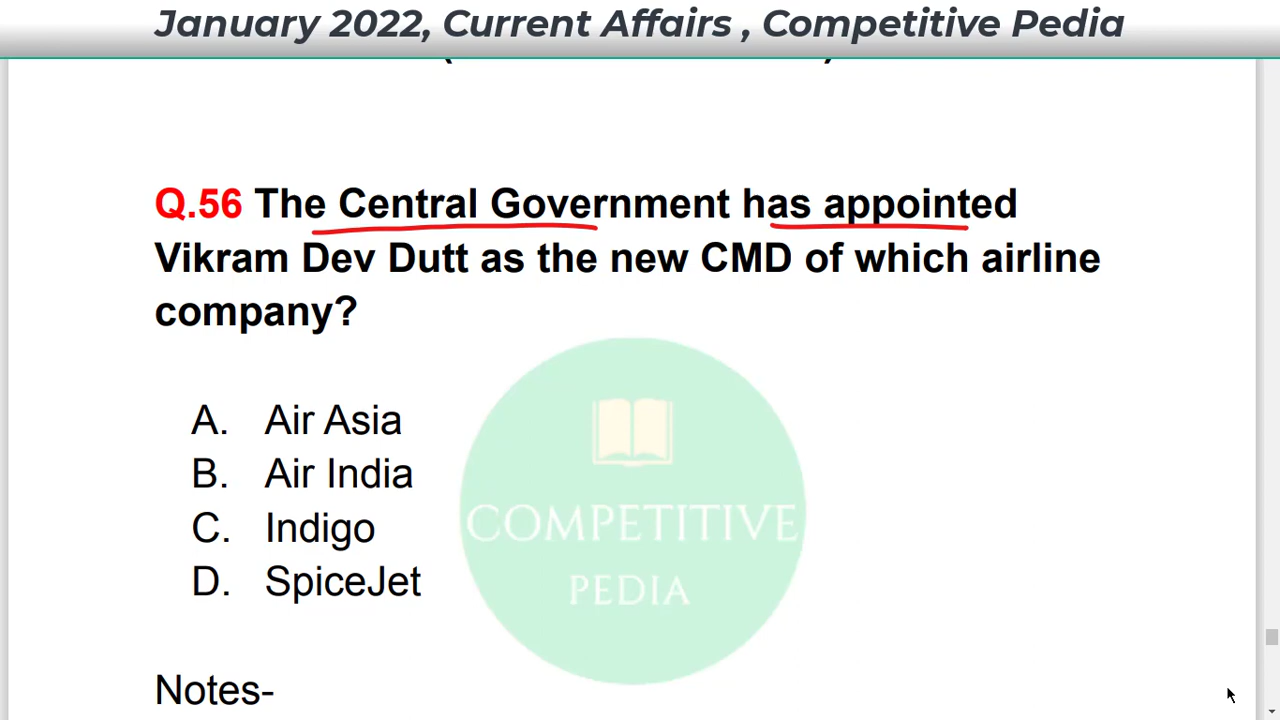 January 2022, Current Affairs , Competitive Pedia
Q.56 The Central Government has appointed
Vikram Dev Dutt as the new CMD of which airline
company?
A. Air Asia
B. Air India
C. Indigo
D. SpiceJet
COMPETITIVE
PEDIA
Notes-